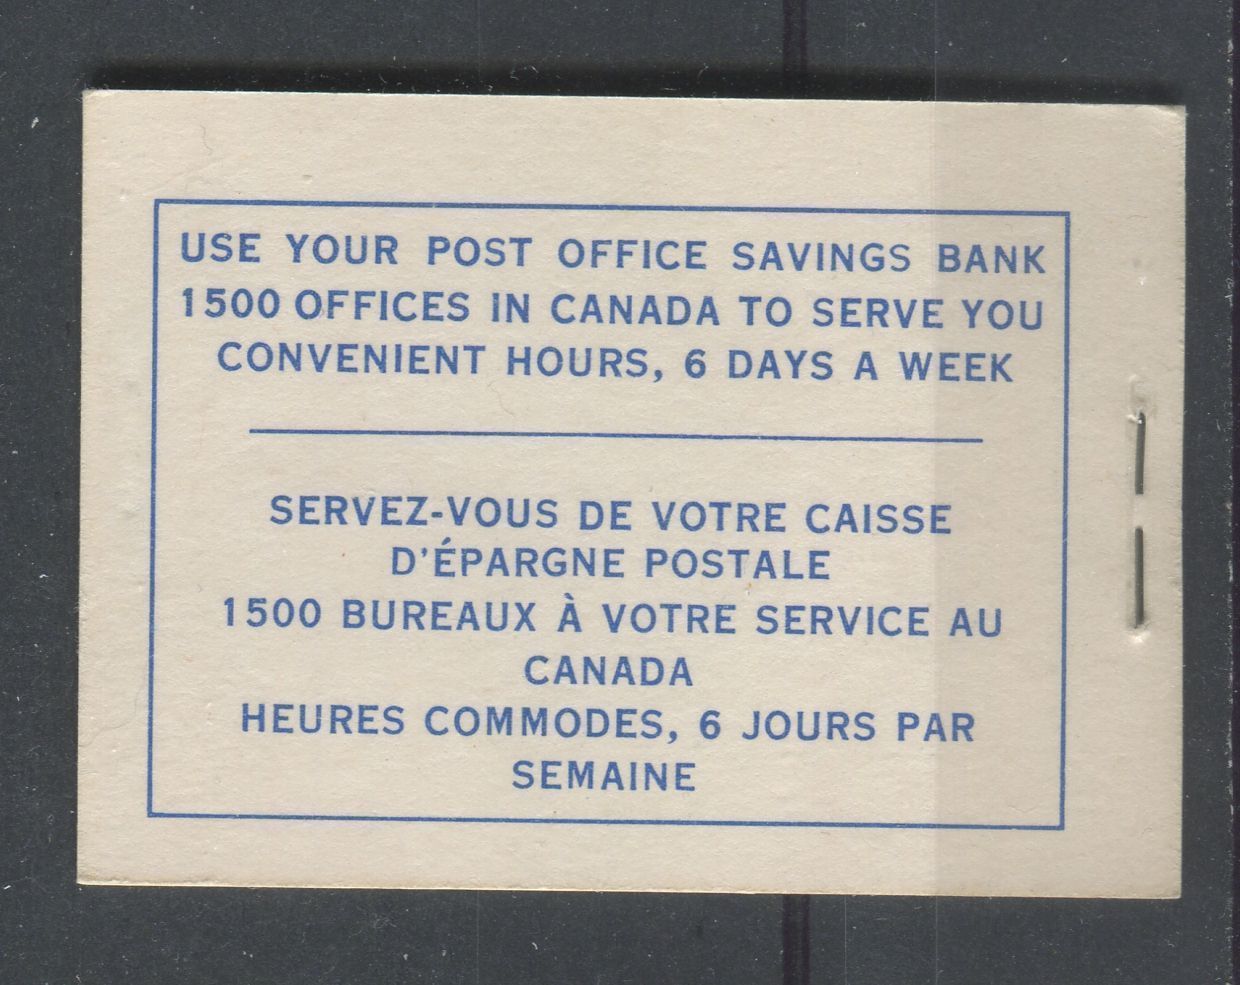 USE YOUR POST OFFICE SAVINGS BANK
1500 OFFICES IN CANADA TO SERVE YOU
CONVENIENT HOURS, 6 DAYS A WEEK
SERVEZ-VOUS DE VOTRE CAISSE
D'ÉPARGNE POSTALE
1500 BUREAUX À VOTRE SERVICE AU
CANADA
HEURES COMMODES, 6 JOURS PAR
SEMAINE